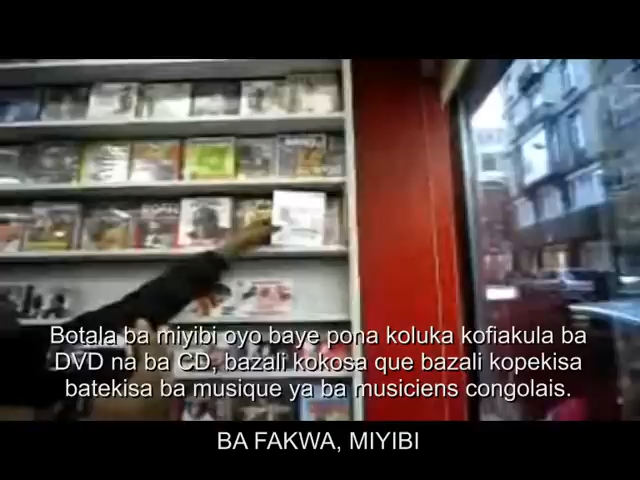 Botala ba miyibi oyo baye pona koluka kofiakula ba
DVD na ba CD, bazali kokosa que bazali kopekisa
batekisa ba musique ya ba musiciens congolais.
BA FAKWA, MIYIBI